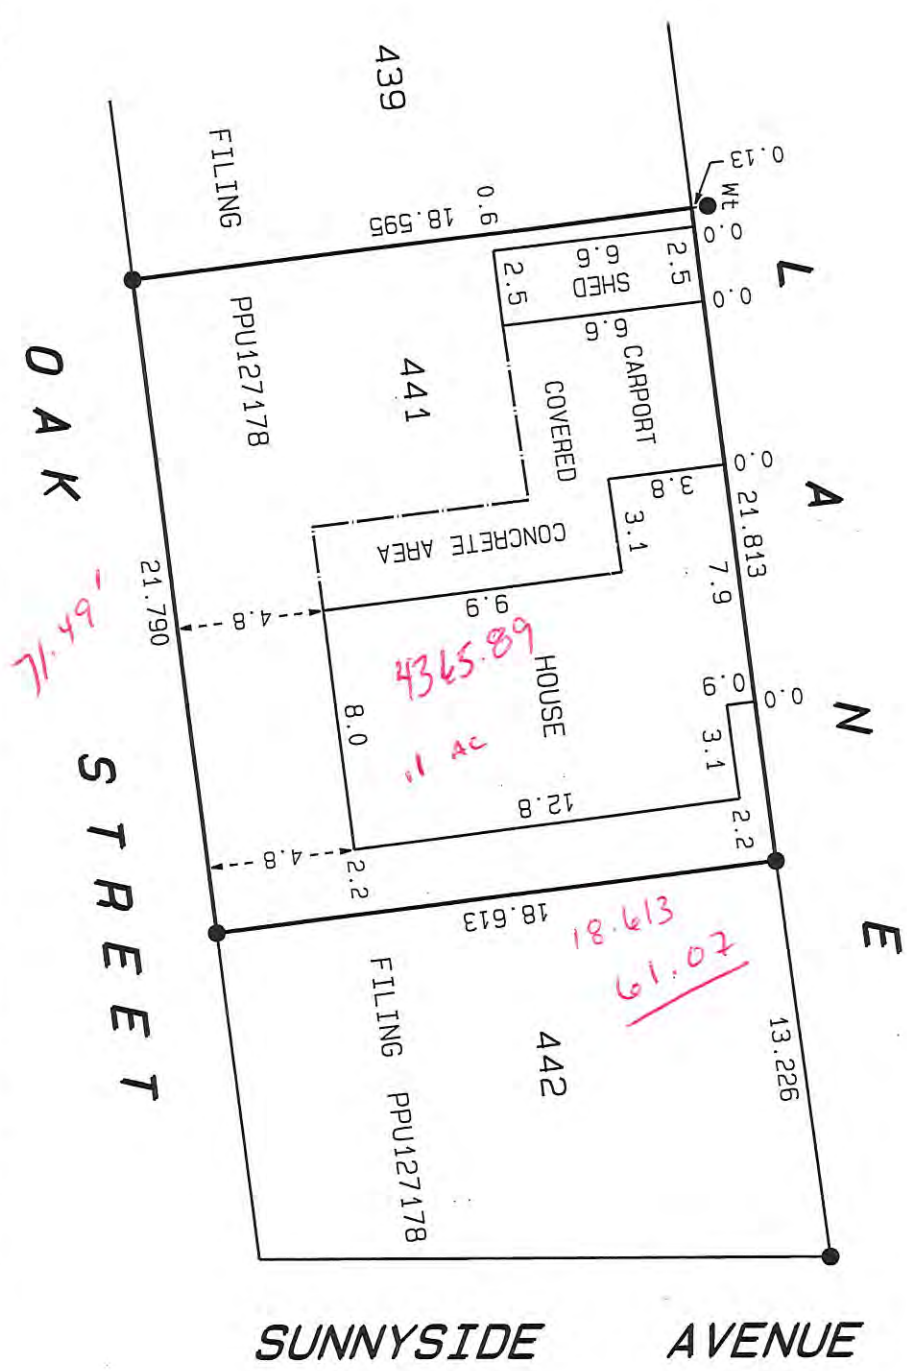 439
FILING
0.13
Wt
0.6
18.595
0.0
2.5
6.6
SHED
2.5
0.0
6.6
CARPORT
COVERED
PPU127178
441
0.0
3.8
3.1
CONCRETE AREA
21.813
7.9
9.9
4.8
21.790
71.49'
4365.89
.1 AC
HOUSE
8.0
0.9
0.0
3.1
12.8
2.2
4.8
2.2
18.613
18.613
61.07
FILING PPU127178
442
13.226
LANE
OAK STREET
SUNNYSIDE AVENUE